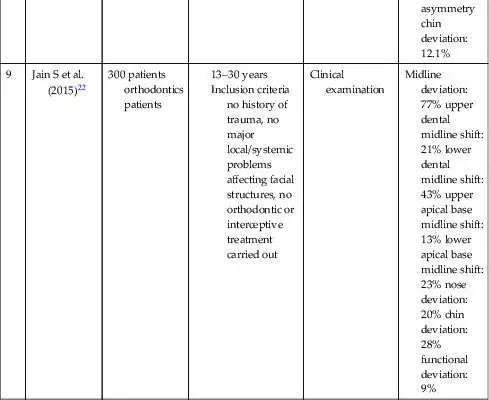 asymmetry
chin
deviation:
12.1%
9
Jain S et al.
(2015)22
300 patients
orthodontics
patients
13–30 years
Inclusion criteria
no history of
trauma, no
major
local/systemic
problems
affecting facial
structures, no
orthodontic or
interceptive
treatment
carried out
Clinical
examination
Midline
deviation:
77% upper
dental
midline shift:
21% lower
dental
midline shift:
43% upper
apical base
midline shift:
13% lower
apical base
midline shift:
23% nose
deviation:
20% chin
deviation:
28%
functional
deviation:
9%